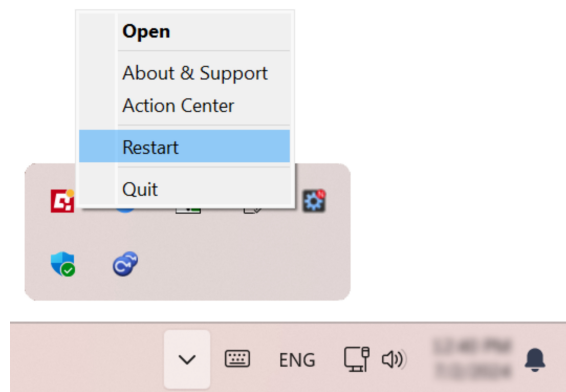 Open
About & Support
Action Center
Restart
Quit
ENG